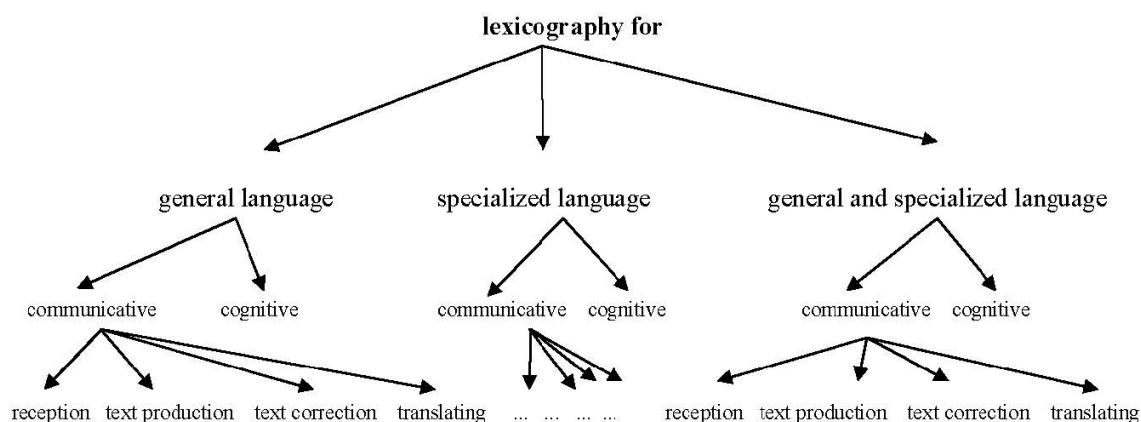 lexicography for
general language specialized language general and specialized language
communicative cognitive communicative cognitive communicative cognitive
reception text production text correction translating ... ... ... ... reception text production text correction translating